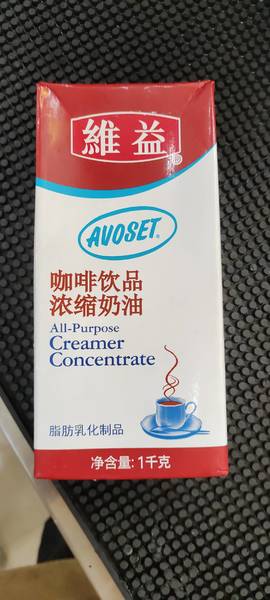 維益
AVOSET
咖啡饮品
浓缩奶油
All-Purpose
Creamer
Concentrate
脂肪乳化制品
净含量: 1千克